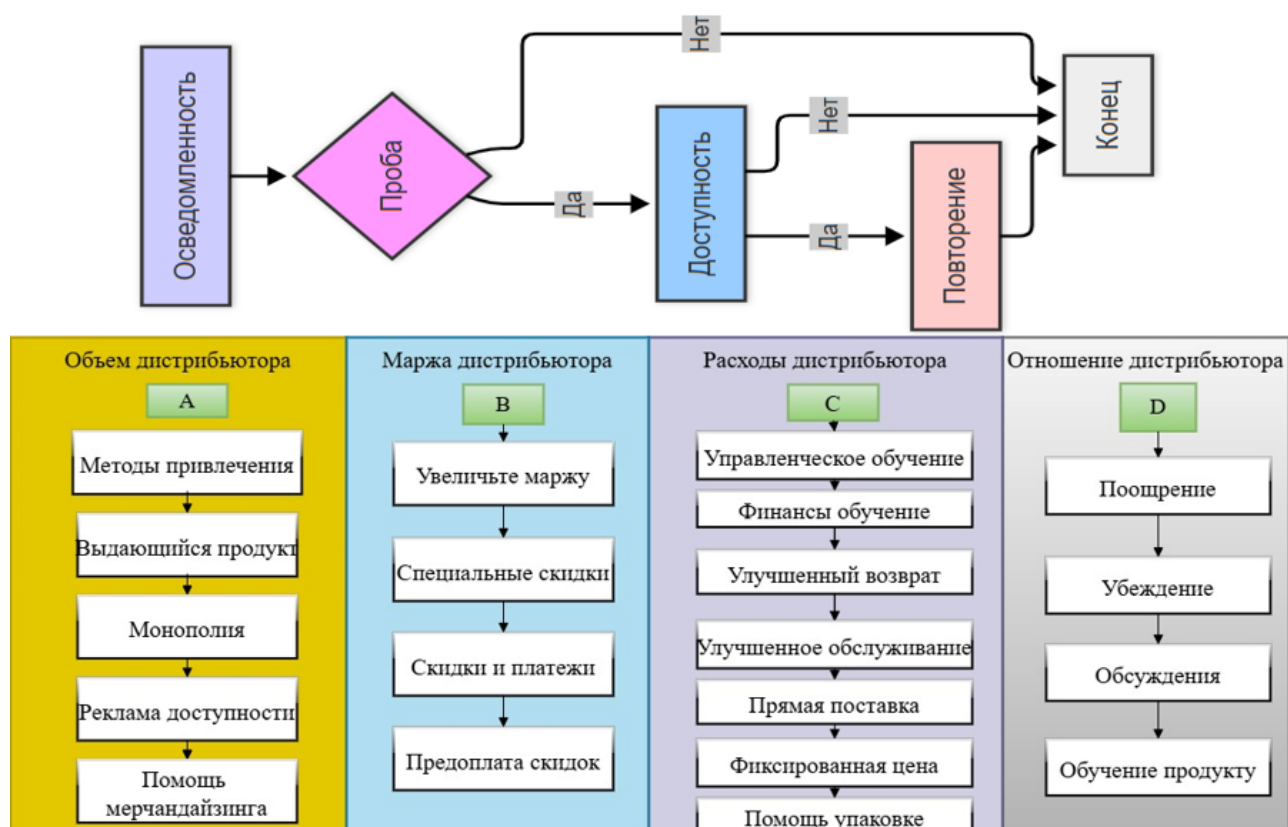 Осведомленность
Проба
Нет
Да
Доступность
Нет
Да
Повторение
Конец
Объем дистрибьютора
A
Методы привлечения
Выдающийся продукт
Монополия
Реклама доступности
Помощь
мерчандайзинга
Маржа дистрибьютора
B
Увеличьте маржу
Специальные скидки
Скидки и платежи
Предоплата скидок
Расходы дистрибьютора
C
Управленческое обучение
Финансы обучение
Улучшенный возврат
Улучшенное обслуживание
Прямая поставка
Фиксированная цена
Помощь упаковке
Отношение дистрибьютора
D
Поощрение
Убеждение
Обсуждения
Обучение продукту